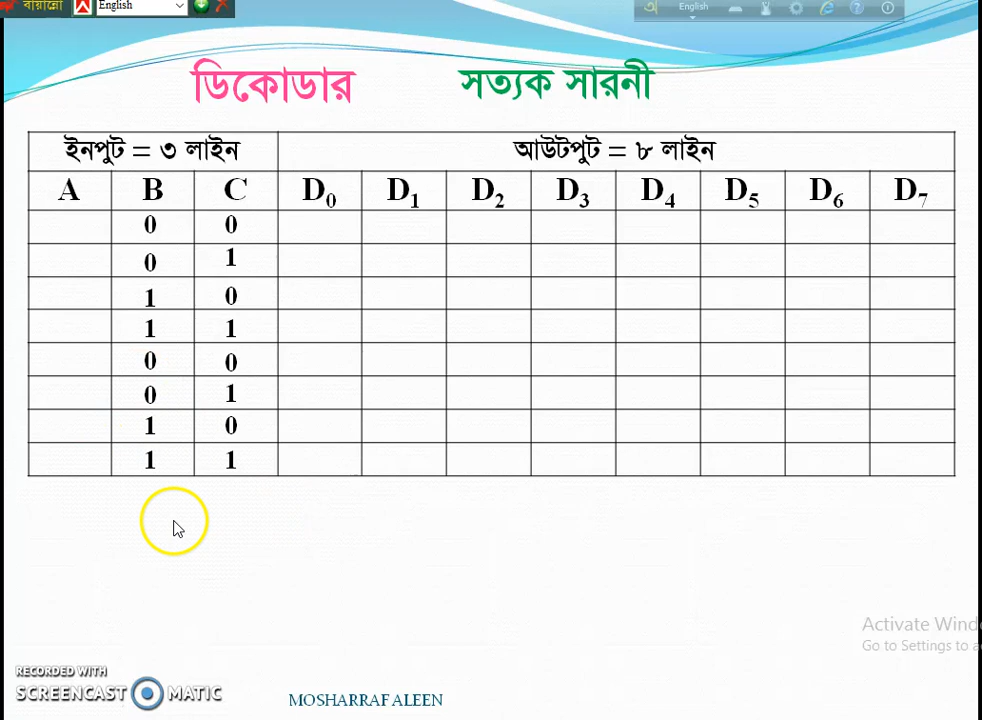 বায়ান্নো English English
ডিকোডার সত্যক সারনী
ইনপুট = ৩ লাইন আউটপুট = ৮ লাইন
A B C D0 D1 D2 D3 D4 D5 D6 D7
0 0
0 1
1 0
1 1
0 0
0 1
1 0
1 1
Activate Wind
Go to Settings to a
RECORDED WITH
SCREENCAST MATIC
MOSHARRAF ALEEN